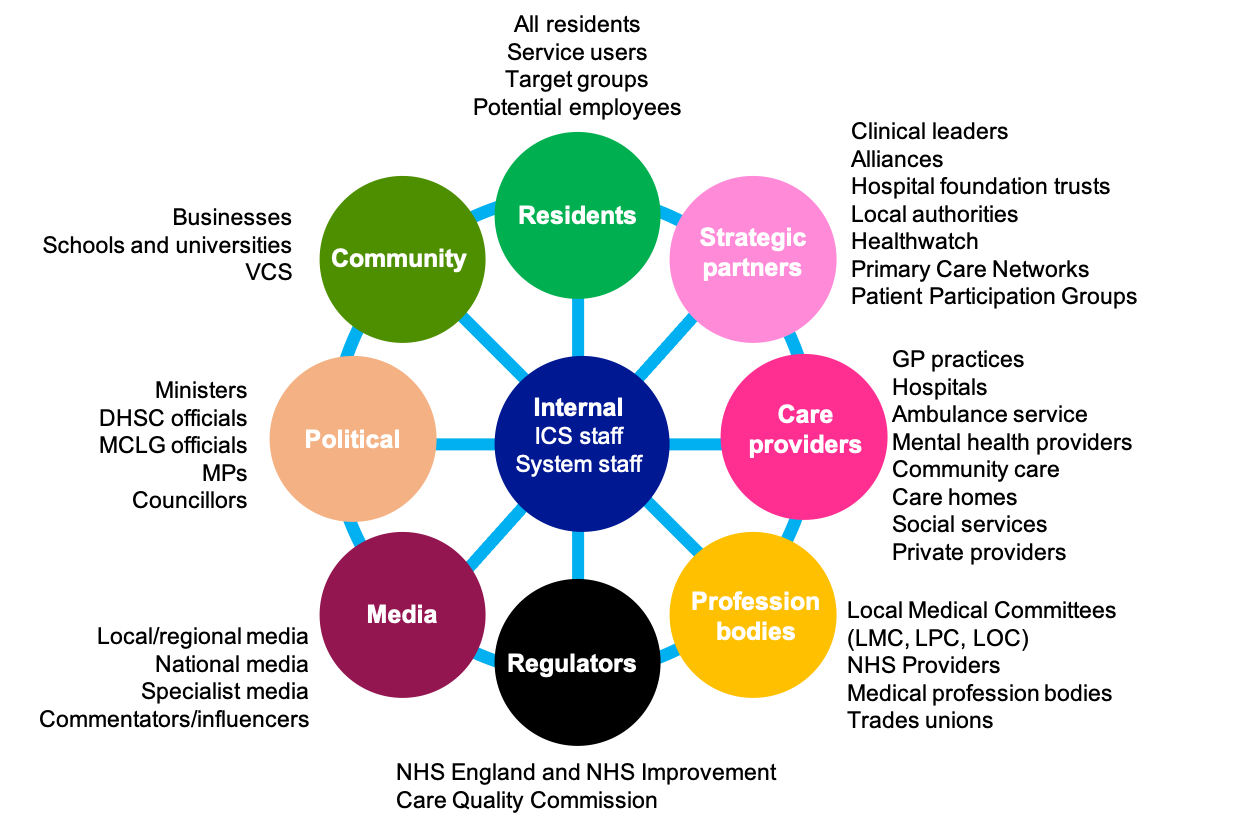 All residents
Service users
Target groups
Potential employees
Residents
Clinical leaders
Alliances
Hospital foundation trusts
Local authorities
Healthwatch
Primary Care Networks
Patient Participation Groups
Strategic
partners
Businesses
Schools and universities
VCS
Community
GP practices
Hospitals
Ambulance service
Mental health providers
Community care
Care homes
Social services
Private providers
Care
providers
Internal
ICS staff
System staff
Ministers
DHSC officials
MCLG officials
MPs
Councillors
Political
Profession
bodies
Local Medical Committees
(LMC, LPC, LOC)
NHS Providers
Medical profession bodies
Trades unions
Media
Local/regional media
National media
Specialist media
Commentators/influencers
Regulators
NHS England and NHS Improvement
Care Quality Commission